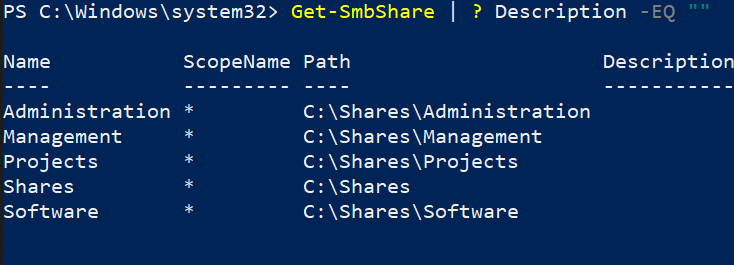 PS C:\Windows\system32> Get-SmbShare | ? Description -EQ ""
Name ScopeName Path Description
---- --------- ---- -----------
Administration * C:\Shares\Administration
Management * C:\Shares\Management
Projects * C:\Shares\Projects
Shares * C:\Shares
Software * C:\Shares\Software